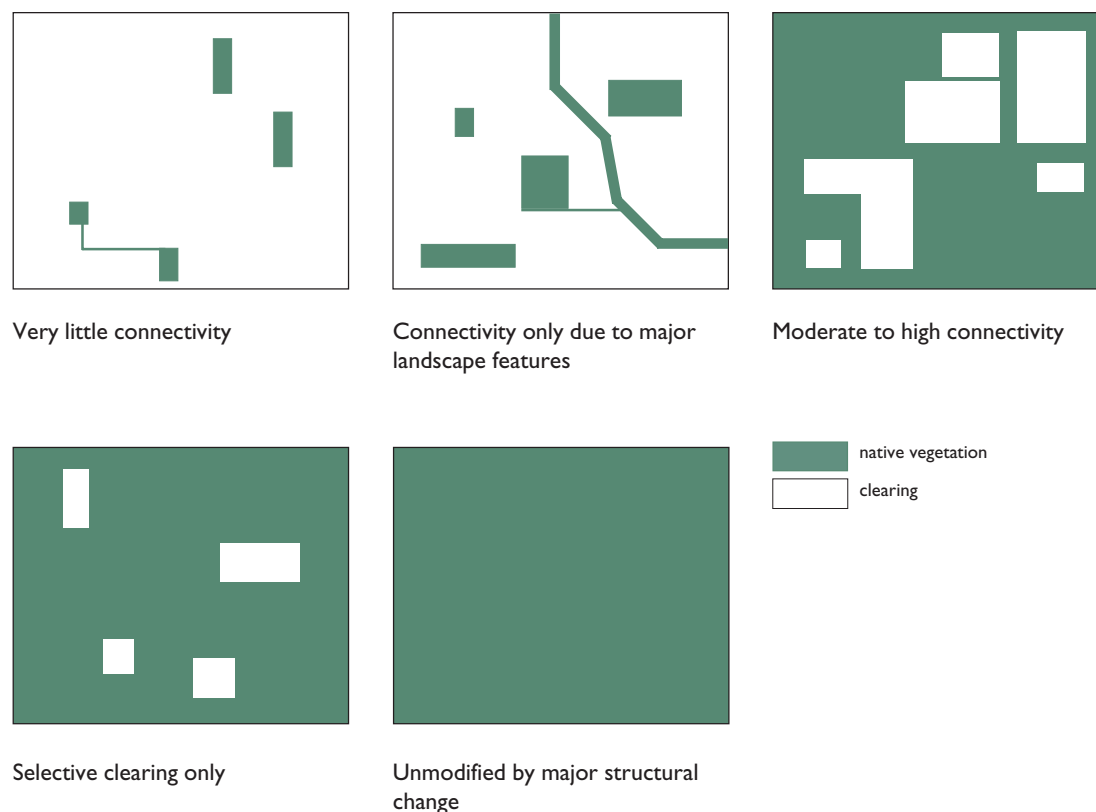 Very little connectivity
Connectivity only due to major
landscape features
Moderate to high connectivity
native vegetation
clearing
Selective clearing only
Unmodified by major structural
change